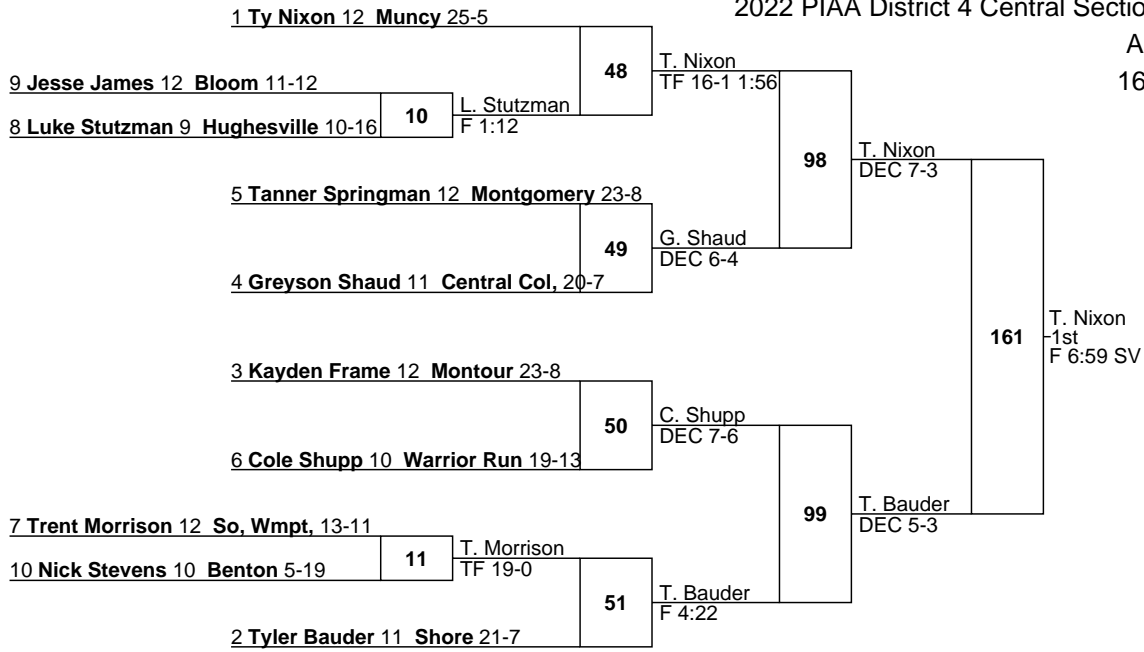 2022 PIAA District 4 Central Sectio
A
16
1 Ty Nixon 12 Muncy 25-5
48
T. Nixon
TF 16-1 1:56
9 Jesse James 12 Bloom 11-12
10
L. Stutzman
F 1:12
8 Luke Stutzman 9 Hughesville 10-16
98
T. Nixon
DEC 7-3
5 Tanner Springman 12 Montgomery 23-8
49
G. Shaud
DEC 6-4
4 Greyson Shaud 11 Central Col, 20-7
161
T. Nixon
1st
F 6:59 SV
3 Kayden Frame 12 Montour 23-8
50
C. Shupp
DEC 7-6
6 Cole Shupp 10 Warrior Run 19-13
99
T. Bauder
DEC 5-3
7 Trent Morrison 12 So, Wmpt, 13-11
11
T. Morrison
TF 19-0
10 Nick Stevens 10 Benton 5-19
51
T. Bauder
F 4:22
2 Tyler Bauder 11 Shore 21-7